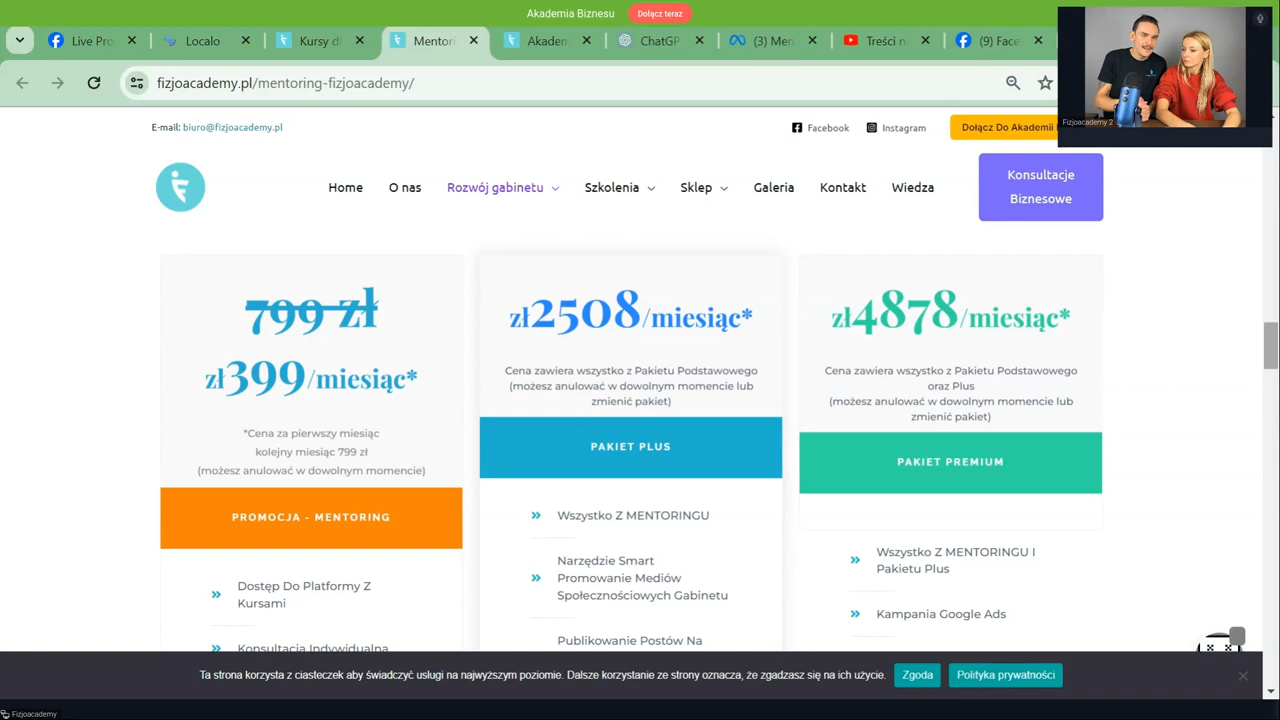 Akademia Biznesu Dołącz teraz
Live Pro
Localo
Kursy dl
Mentori
Akadem
ChatGP
(3) Men
Treści n
(9) Face
fizjoacademy.pl/mentoring-fizjoacademy/
Fizjoacademy 2
E-mail: biuro@fizjoacademy.pl
Facebook
Instagram
Dołącz Do Akademii
Home
O nas
Rozwój gabinetu
Szkolenia
Sklep
Galeria
Kontakt
Wiedza
Konsultacje
Biznesowe
799 zł
zł399/miesiąc*
*Cena za pierwszy miesiąc
kolejny miesiąc 799 zł
(możesz anulować w dowolnym momencie)
PROMOCJA - MENTORING
Dostęp Do Platformy Z
Kursami
Konsultacja Indywidualna
zł2508/miesiąc*
Cena zawiera wszystko z Pakietu Podstawowego
(możesz anulować w dowolnym momencie lub
zmienić pakiet)
PAKIET PLUS
Wszystko Z MENTORINGU
Narzędzie Smart
Promowanie Mediów
Społecznościowych Gabinetu
Publikowanie Postów Na
zł4878/miesiąc*
Cena zawiera wszystko z Pakietu Podstawowego
oraz Plus
(możesz anulować w dowolnym momencie lub
zmienić pakiet)
PAKIET PREMIUM
Wszystko Z MENTORINGU I
Pakietu Plus
Kampania Google Ads
Ta strona korzysta z ciasteczek aby świadczyć usługi na najwyższym poziomie. Dalsze korzystanie ze strony oznacza, że zgadzasz się na ich użycie.
Zgoda
Polityka prywatności
Fizjoacademy